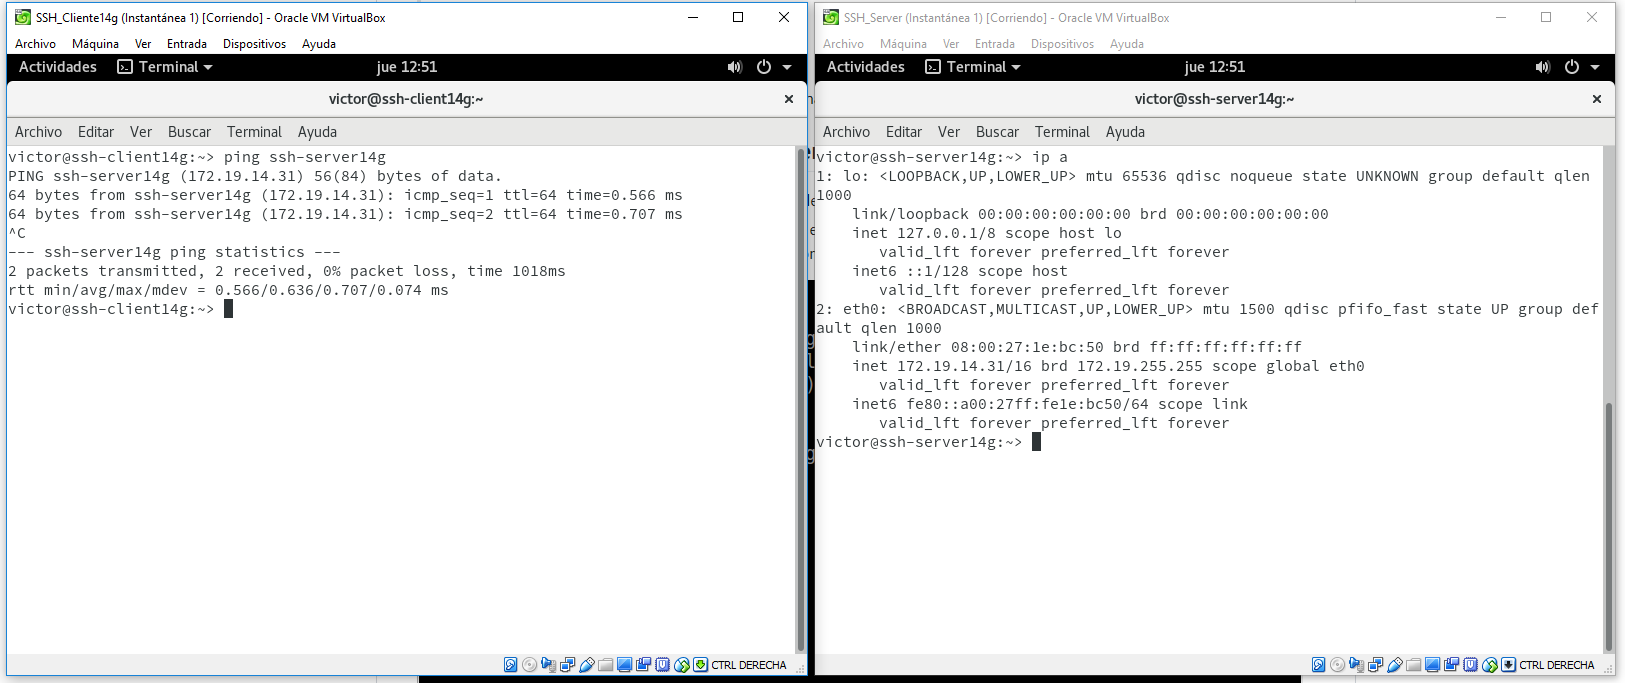 SSH_Cliente14g (Instantánea 1) [Corriendo] - Oracle VM VirtualBox
Archivo Máquina Ver Entrada Dispositivos Ayuda
Actividades Terminal jue 12:51
victor@ssh-client14g:~
Archivo Editar Ver Buscar Terminal Ayuda
victor@ssh-client14g:~> ping ssh-server14g
PING ssh-server14g (172.19.14.31) 56(84) bytes of data.
64 bytes from ssh-server14g (172.19.14.31): icmp_seq=1 ttl=64 time=0.566 ms
64 bytes from ssh-server14g (172.19.14.31): icmp_seq=2 ttl=64 time=0.707 ms
^C
--- ssh-server14g ping statistics ---
2 packets transmitted, 2 received, 0% packet loss, time 1018ms
rtt min/avg/max/mdev = 0.566/0.636/0.707/0.074 ms
victor@ssh-client14g:~>
CTRL DERECHA
SSH_Server (Instantánea 1) [Corriendo] - Oracle VM VirtualBox
Archivo Máquina Ver Entrada Dispositivos Ayuda
Actividades Terminal jue 12:51
victor@ssh-server14g:~
Archivo Editar Ver Buscar Terminal Ayuda
victor@ssh-server14g:~> ip a
1: lo: <LOOPBACK,UP,LOWER_UP> mtu 65536 qdisc noqueue state UNKNOWN group default qlen
1000
link/loopback 00:00:00:00:00:00 brd 00:00:00:00:00:00
inet 127.0.0.1/8 scope host lo
valid_lft forever preferred_lft forever
inet6 ::1/128 scope host
valid_lft forever preferred_lft forever
2: eth0: <BROADCAST,MULTICAST,UP,LOWER_UP> mtu 1500 qdisc pfifo_fast state UP group def
ault qlen 1000
link/ether 08:00:27:1e:bc:50 brd ff:ff:ff:ff:ff:ff
inet 172.19.14.31/16 brd 172.19.255.255 scope global eth0
valid_lft forever preferred_lft forever
inet6 fe80::a00:27ff:fe1e:bc50/64 scope link
valid_lft forever preferred_lft forever
victor@ssh-server14g:~>
CTRL DERECHA